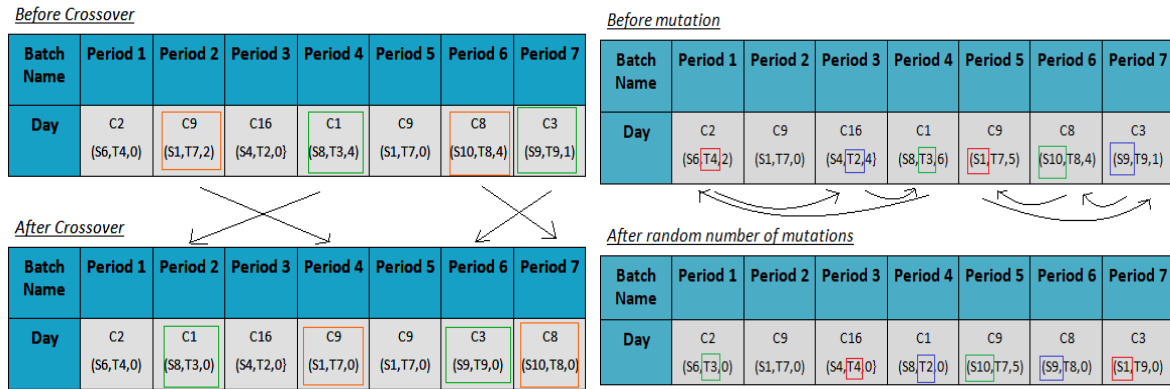 Before Crossover
Batch Name Period 1 Period 2 Period 3 Period 4 Period 5 Period 6 Period 7
Day C2 C9 C16 C1 C9 C8 C3
(S6,T4,0) (S1,T7,2) (S4,T2,0} (S8,T3,4) (S1,T7,0) (S10,T8,4) (S9,T9,1)
After Crossover
Batch Name Period 1 Period 2 Period 3 Period 4 Period 5 Period 6 Period 7
Day C2 C1 C16 C9 C9 C3 C8
(S6,T4,0) (S8,T3,0) (S4,T2,0} (S1,T7,0) (S1,T7,0) (S9,T9,0) (S10,T8,0)
Before mutation
Batch Name Period 1 Period 2 Period 3 Period 4 Period 5 Period 6 Period 7
Day C2 C9 C16 C1 C9 C8 C3
(S6,T4,2) (S1,T7,0) (S4,T2,4} (S8,T3,6) (S1,T7,5) (S10,T8,4) (S9,T9,1)
After random number of mutations
Batch Name Period 1 Period 2 Period 3 Period 4 Period 5 Period 6 Period 7
Day C2 C9 C16 C1 C9 C8 C3
(S6,T3,0) (S1,T7,0) (S4,T4,0} (S8,T2,0) (S10,T7,5) (S9,T8,0) (S1,T9,0)